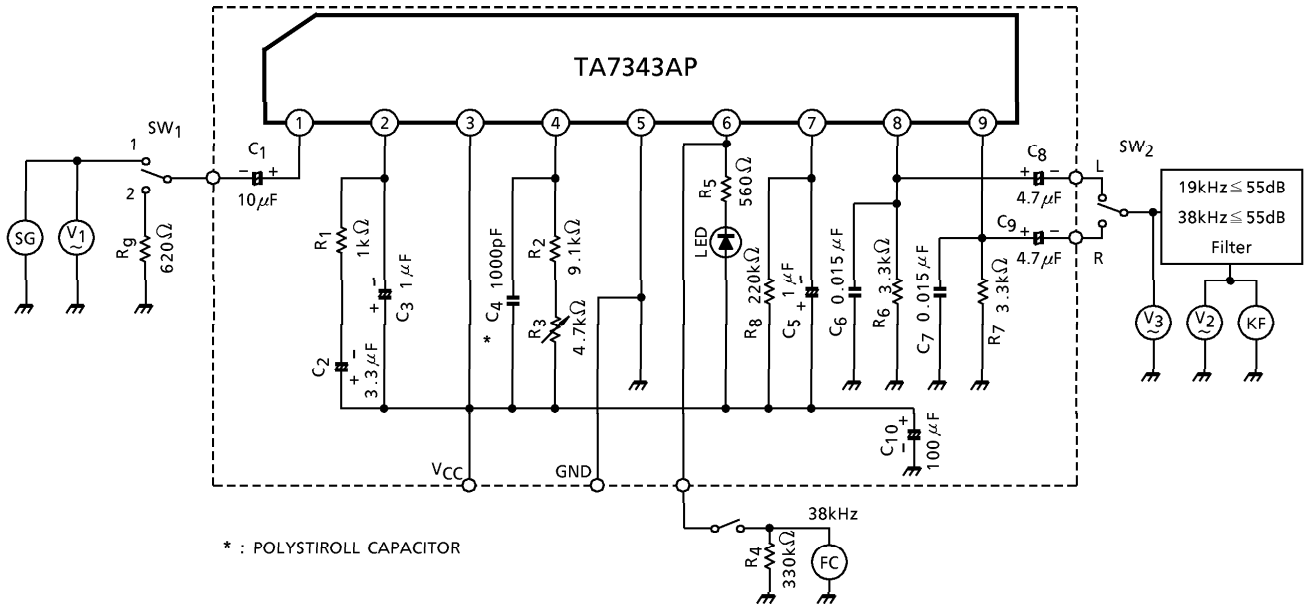 TA7343AP
1 2 3 4 5 6 7 8 9
SW1
1
2
C1
− +
10μF
SG
V1
~
Rg
620Ω
R1
1kΩ
C2
− +
3.3μF
− +
C3 1μF
* C4 1000pF
R2
9.1kΩ
R3
4.7kΩ
R5
560Ω
LED
R8 220kΩ
− +
C5 1μF
C6 0.015μF
R6 3.3kΩ
C7 0.015μF
R7 3.3kΩ
C8
+ −
4.7μF
C9
+ −
4.7μF
L
R
SW2
19kHz≦55dB
38kHz≦55dB
Filter
V3
~
V2
~
KF
+ −
C10
100μF
VCC
GND
38kHz
R4
330kΩ
FC
* : POLYSTIROLL CAPACITOR